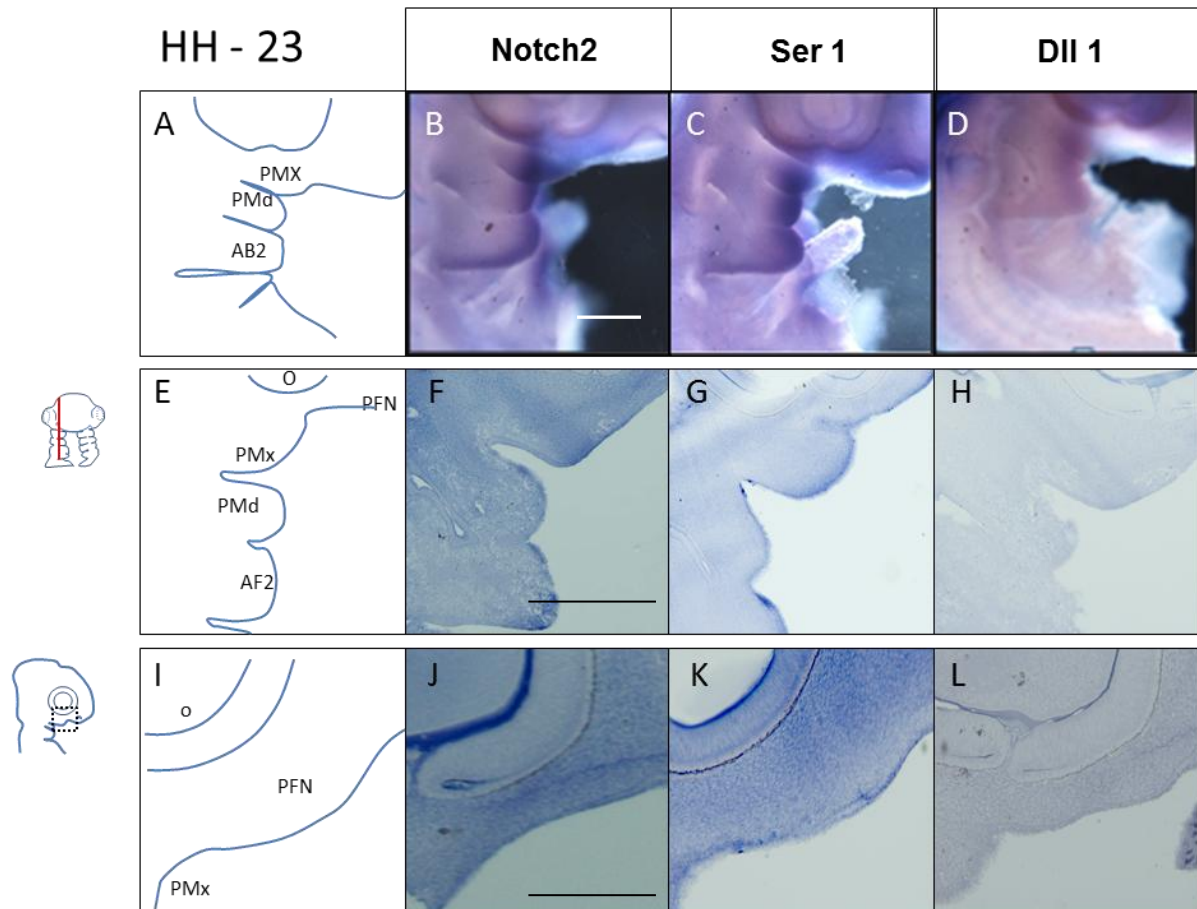 HH - 23
Notch2
Ser 1
Dll 1
A
PMX
PMd
AB2
B
C
D
E
O
PFN
PMx
PMd
AF2
F
G
H
I
o
PFN
PMx
J
K
L